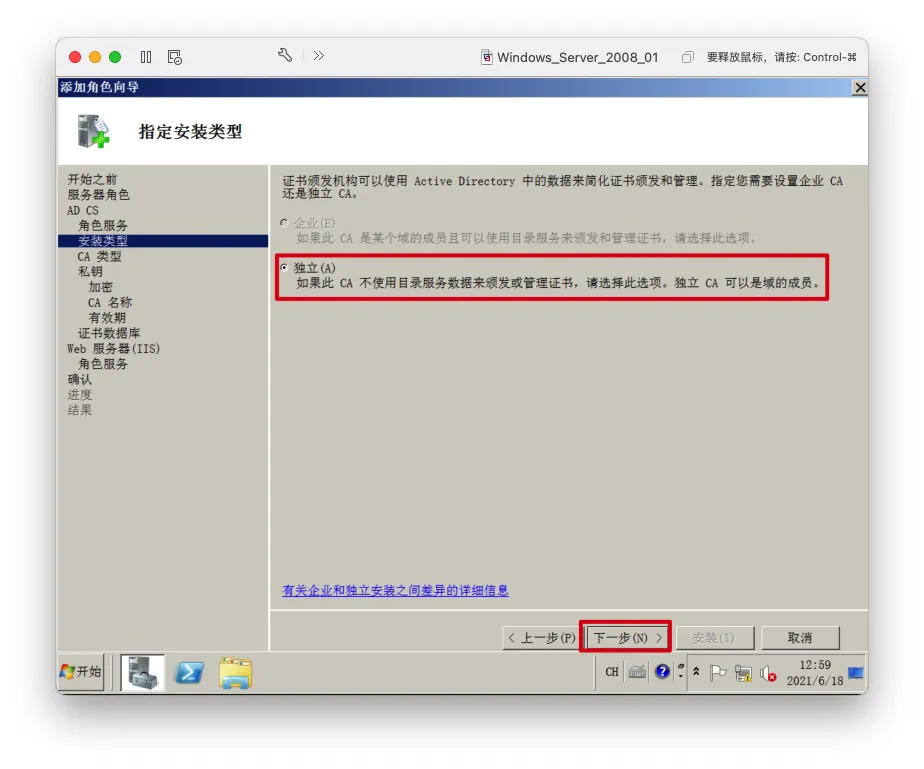 Windows_Server_2008_01
要释放鼠标，请按: Control-⌘
添加角色向导
指定安装类型
开始之前
服务器角色
AD CS
角色服务
安装类型
CA 类型
私钥
加密
CA 名称
有效期
证书数据库
Web 服务器(IIS)
角色服务
确认
进度
结果
证书颁发机构可以使用 Active Directory 中的数据来简化证书颁发和管理。指定您需要设置企业 CA
还是独立 CA。
企业(E)
如果此 CA 是某个域的成员且可以使用目录服务来颁发和管理证书，请选择此选项。
独立(A)
如果此 CA 不使用目录服务数据来颁发或管理证书，请选择此选项。独立 CA 可以是域的成员。
有关企业和独立安装之间差异的详细信息
< 上一步(P)
下一步(N) >
安装(I)
取消
开始
CH
12:59
2021/6/18